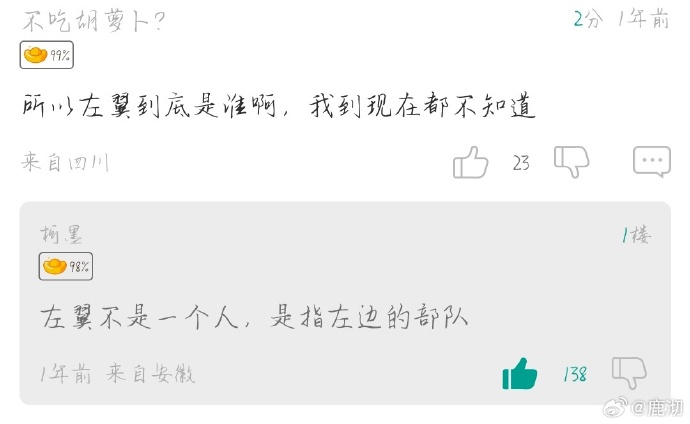 不吃胡萝卜?
2分 1年前
99%
所以左翼到底是谁啊，我到现在都不知道
来自四川
23
柯墨
1楼
98%
左翼不是一个人，是指左边的部队
1年前 来自安徽
138
@鹿沏